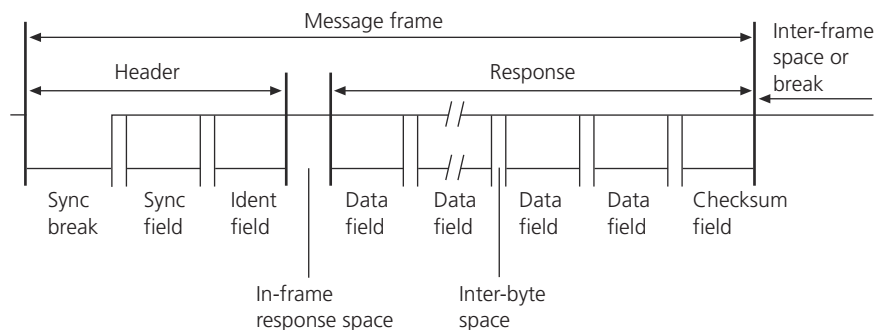 Message frame
Inter-frame
space or
break
Header
Response
Sync
break
Sync
field
Ident
field
Data
field
Data
field
Data
field
Data
field
Checksum
field
In-frame
response space
Inter-byte
space